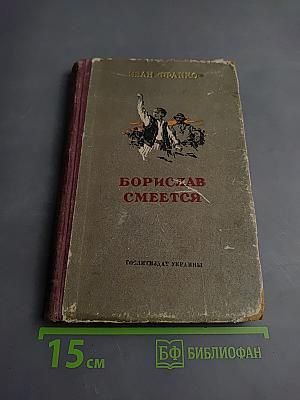 ИВАН ФРАНКО
БОРИСЛАВ
СМЕЕТСЯ
ГОСЛИТИЗДАТ УКРАИНЫ
15 см
БФ БИБЛИОФАН